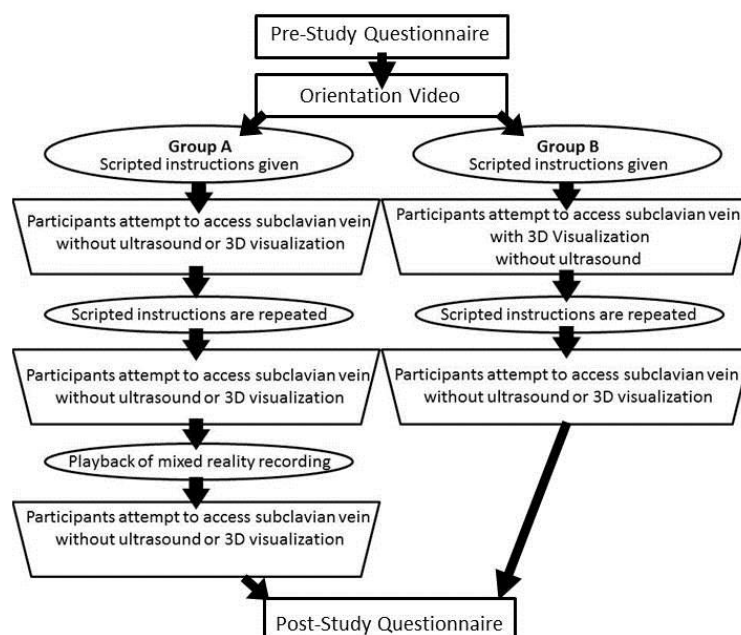 Pre-Study Questionnaire
Orientation Video
Group A
Scripted instructions given
Participants attempt to access subclavian vein
without ultrasound or 3D visualization
Scripted instructions are repeated
Participants attempt to access subclavian vein
without ultrasound or 3D visualization
Playback of mixed reality recording
Participants attempt to access subclavian vein
without ultrasound or 3D visualization
Group B
Scripted instructions given
Participants attempt to access subclavian vein
with 3D Visualization
without ultrasound
Scripted instructions are repeated
Participants attempt to access subclavian vein
without ultrasound or 3D visualization
Post-Study Questionnaire